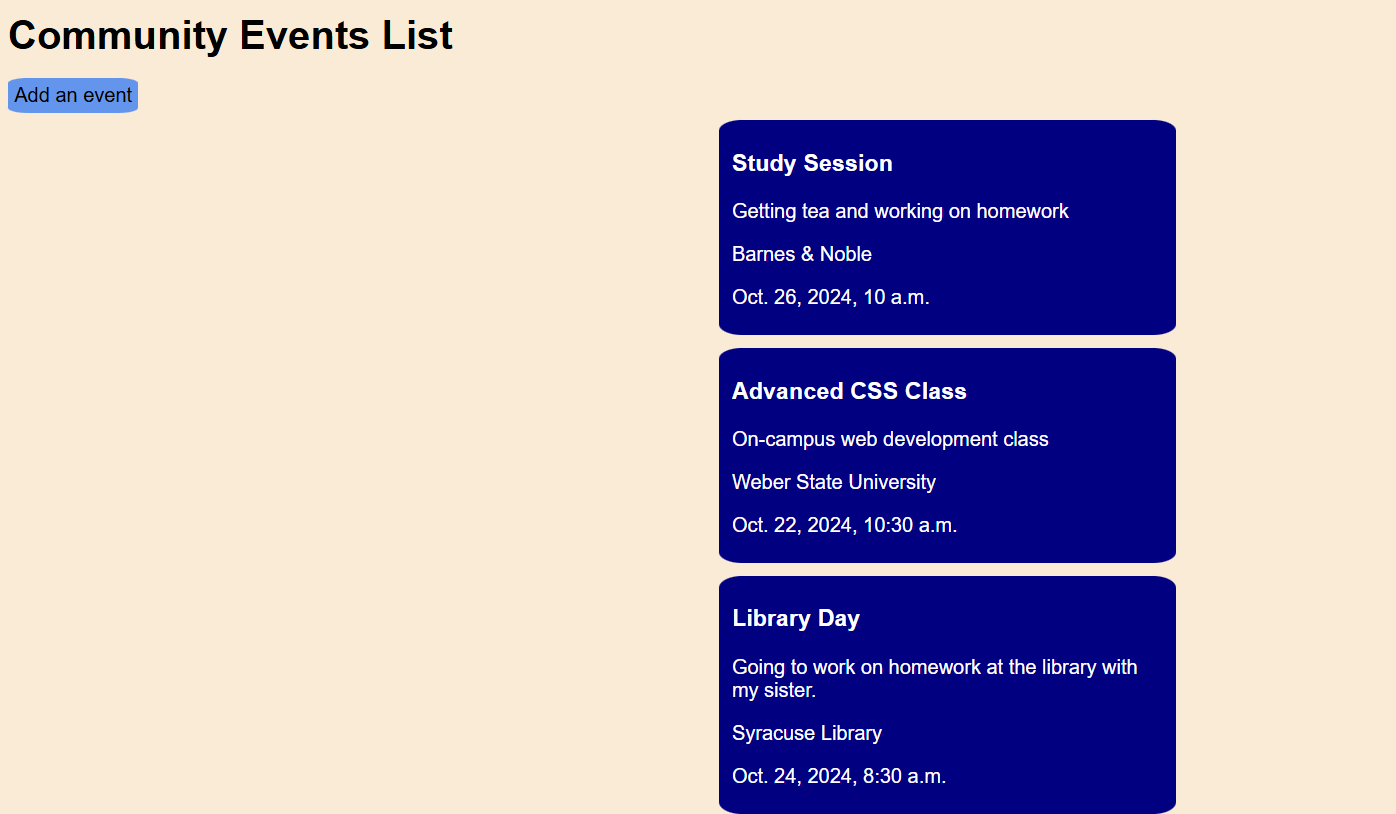 Community Events List
Add an event
Study Session
Getting tea and working on homework
Barnes & Noble
Oct. 26, 2024, 10 a.m.
Advanced CSS Class
On-campus web development class
Weber State University
Oct. 22, 2024, 10:30 a.m.
Library Day
Going to work on homework at the library with
my sister.
Syracuse Library
Oct. 24, 2024, 8:30 a.m.